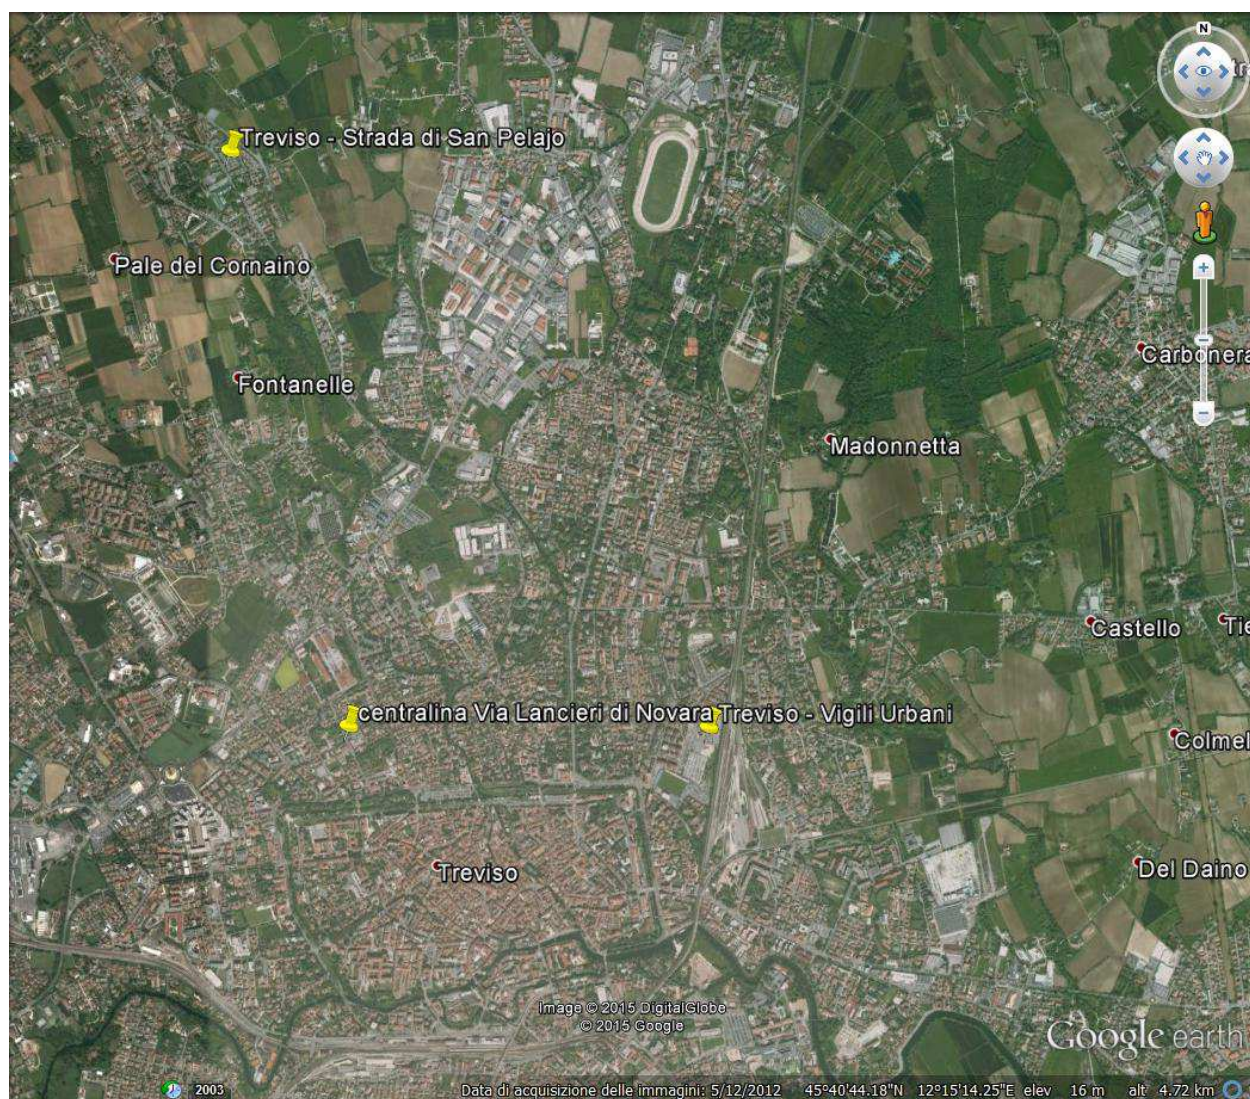 N
Treviso - Strada di San Pelajo
Pale del Cornaino
Fontanelle
Carbonera
Madonnetta
Castello
Tie
centralina Via Lancieri di Novara
Treviso - Vigili Urbani
Colmel
Del Daino
Treviso
Image © 2015 DigitalGlobe
© 2015 Google
Google earth
2003
Data di acquisizione delle immagini: 5/12/2012 45°40'44.18"N 12°15'14.25"E elev 16 m alt 4.72 km